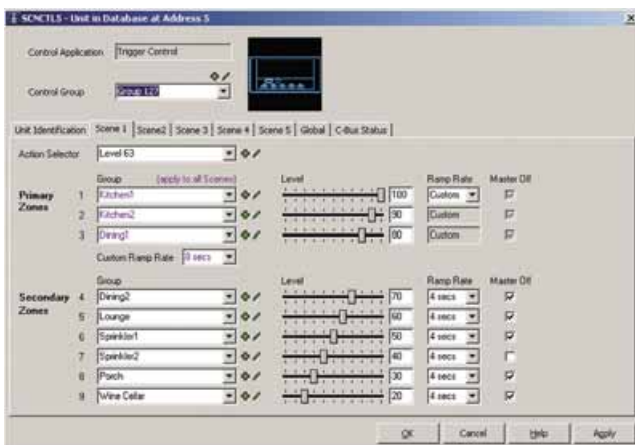 SCNCTL5 - Unit in Database at Address 5
Control Application Trigger Control
Control Group Group 127
Unit Identification Scene 1 Scene2 Scene 3 Scene 4 Scene 5 Global C-Bus Status
Action Selector Level 63
Group (apply to all Scenes) Level Ramp Rate Master Off
Primary Zones
1 Kitchen1 100 Custom
2 Kitchen2 90 Custom
3 Dining1 80 Custom
Custom Ramp Rate 8 secs
Group Level Ramp Rate Master Off
Secondary Zones
4 Dining2 70 4 secs
5 Lounge 60 4 secs
6 Sprinkler1 50 4 secs
7 Sprinkler2 40 4 secs
8 Porch 30 4 secs
9 Wine Cellar 20 4 secs
OK Cancel Help Apply